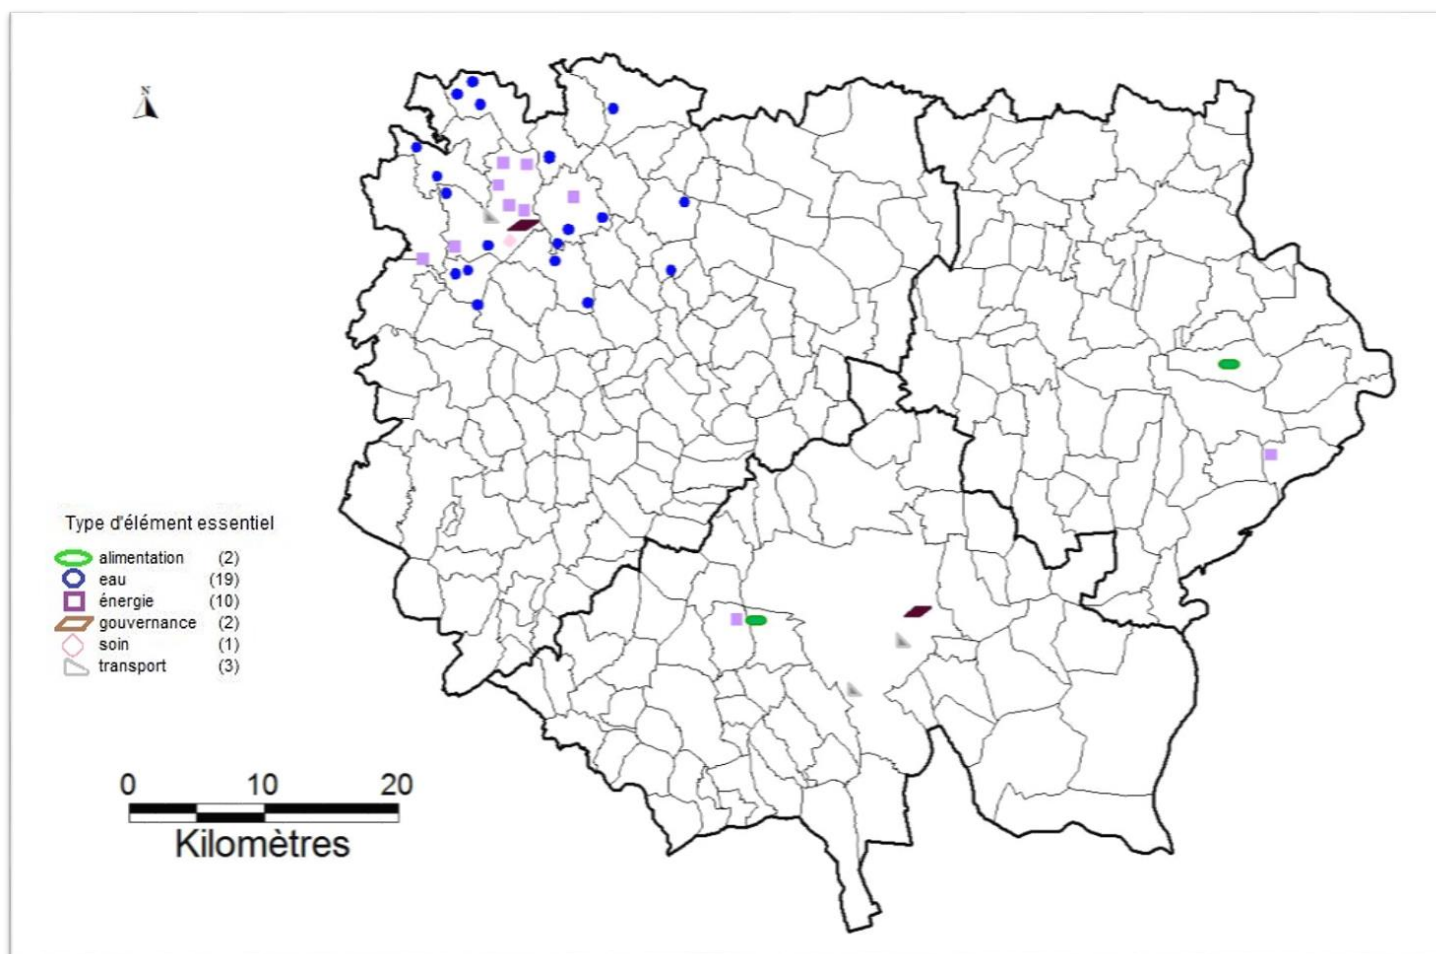 N
Type d'élément essentiel
alimentation (2)
eau (19)
énergie (10)
gouvernance (2)
soin (1)
transport (3)
0 10 20
Kilomètres